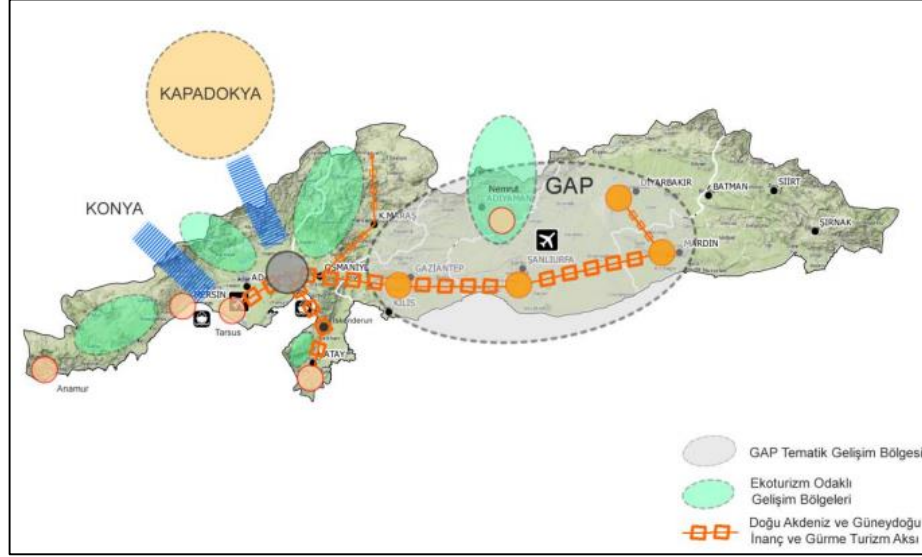 KAPADOKYA
KONYA
Nemrut
ADIYAMAN
GAP
DİYARBAKIR
BATMAN
SİİRT
ŞIRNAK
K.MARAŞ
MARDİN
ŞANLIURFA
GAZİANTEP
OSMANİYE
KİLİS
MERSİN
Tarsus
İskenderun
HATAY
Anamur
GAP Tematik Gelişim Bölgesi
Ekoturizm Odaklı
Gelişim Bölgeleri
Doğu Akdeniz ve Güneydoğu
İnanç ve Gürme Turizm Aksı